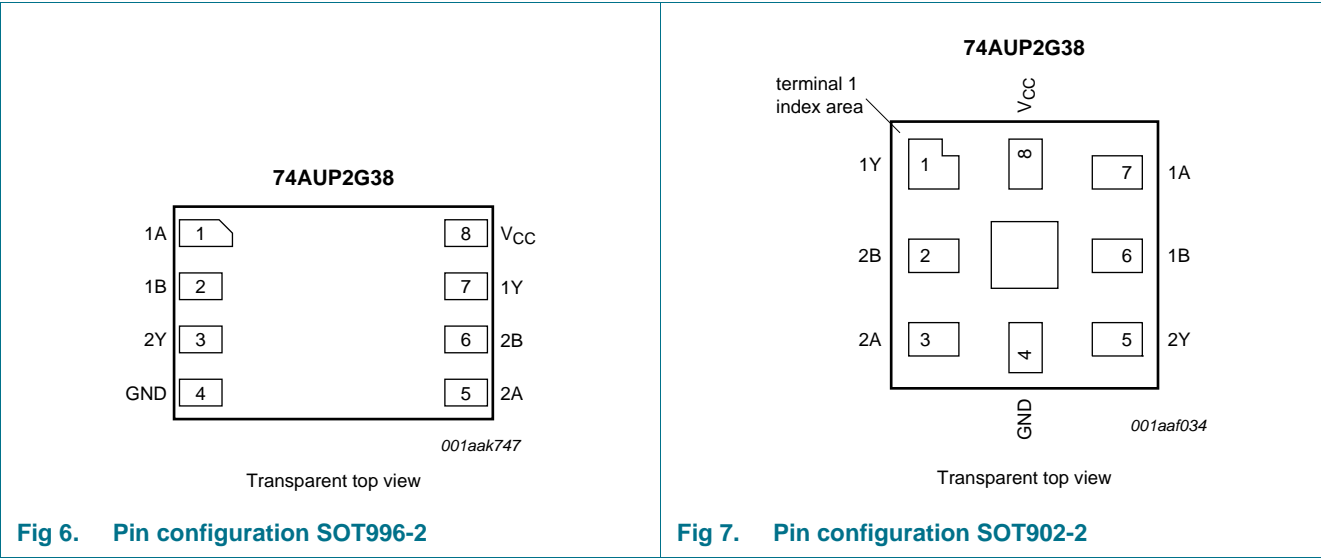 74AUP2G38
1A 1 8 VCC
1B 2 7 1Y
2Y 3 6 2B
GND 4 5 2A
001aak747
Transparent top view
Fig 6. Pin configuration SOT996-2
74AUP2G38
terminal 1
index area
VCC
1Y 1 8 7 1A
2B 2 6 1B
2A 3 4 5 2Y
GND
001aaf034
Transparent top view
Fig 7. Pin configuration SOT902-2